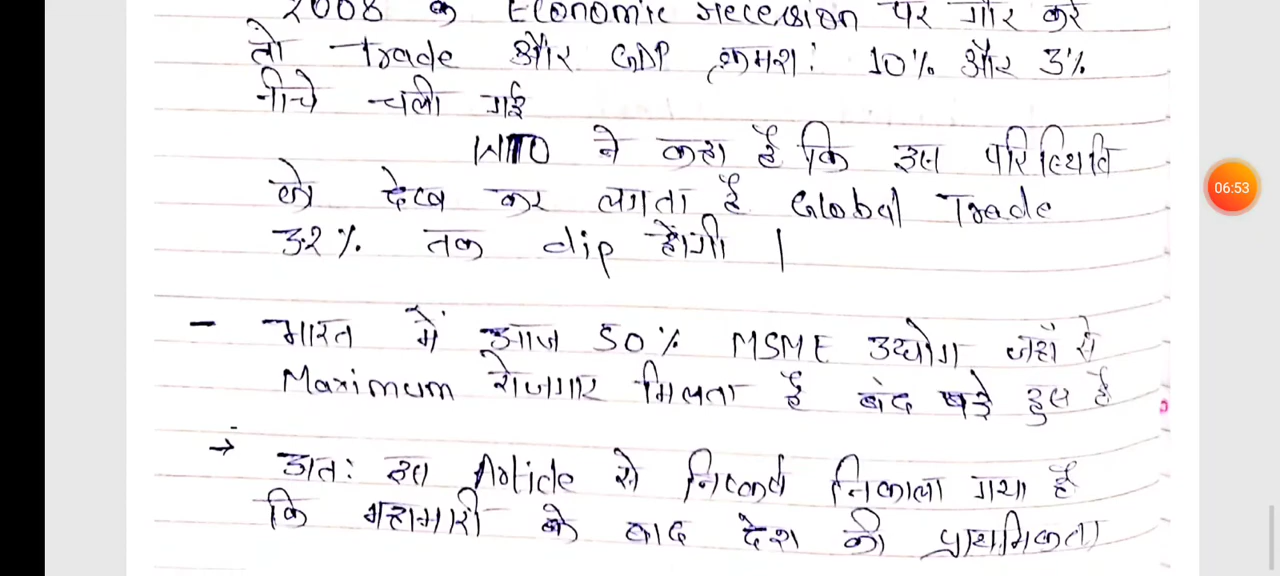 2008 के Economic recession पर गौर करे
तो Trade और GDP क्रमश: 10% और 3%
नीचे चली गई
WTO ने कहा है कि इस परिस्थिति
को देख कर लगता है Global Trade
32% तक dip होगी |
- भारत में आज 50% MSME उद्योग जहाँ से
Maximum रोजगार मिलता है बंद पड़े हुए है
→ अत: इस Article से निष्कर्ष निकाला गया है
कि महामारी के बाद देश की प्राथमिकता
06:53